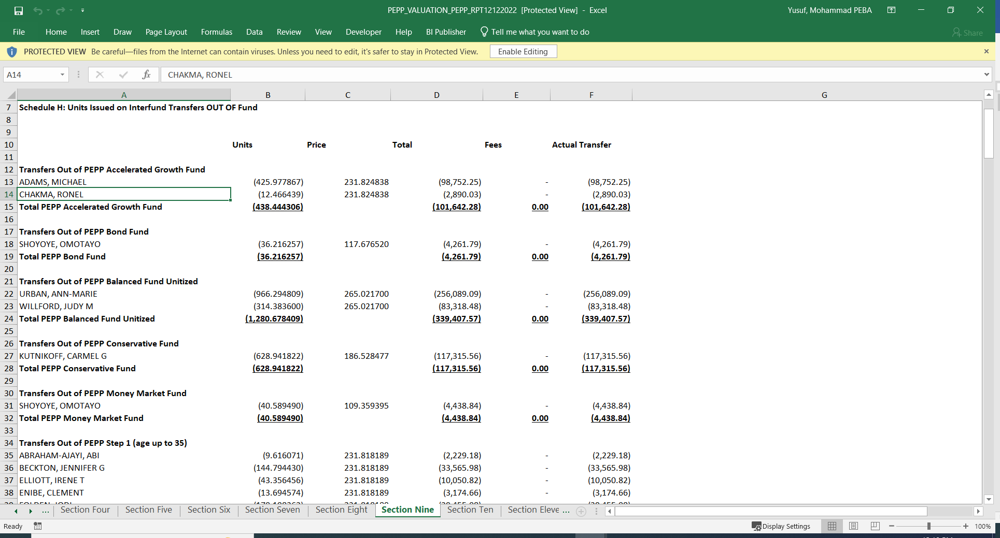 PEPP_VALUATION_PEPP_RPT12122022 [Protected View] - Excel
Yusuf, Mohammad PEBA
File Home Insert Draw Page Layout Formulas Data Review View Developer Help BI Publisher Tell me what you want to do Share
PROTECTED VIEW Be careful—files from the Internet can contain viruses. Unless you need to edit, it's safer to stay in Protected View. Enable Editing
A14 fx CHAKMA, RONEL
A B C D E F G
7 Schedule H: Units Issued on Interfund Transfers OUT OF Fund
8
9
10 Units Price Total Fees Actual Transfer
11
12 Transfers Out of PEPP Accelerated Growth Fund
13 ADAMS, MICHAEL (425.977867) 231.824838 (98,752.25) - (98,752.25)
14 CHAKMA, RONEL (12.466439) 231.824838 (2,890.03) - (2,890.03)
15 Total PEPP Accelerated Growth Fund (438.444306) (101,642.28) 0.00 (101,642.28)
16
17 Transfers Out of PEPP Bond Fund
18 SHOYOYE, OMOTAYO (36.216257) 117.676520 (4,261.79) - (4,261.79)
19 Total PEPP Bond Fund (36.216257) (4,261.79) 0.00 (4,261.79)
20
21 Transfers Out of PEPP Balanced Fund Unitized
22 URBAN, ANN-MARIE (966.294809) 265.021700 (256,089.09) - (256,089.09)
23 WILLFORD, JUDY M (314.383600) 265.021700 (83,318.48) - (83,318.48)
24 Total PEPP Balanced Fund Unitized (1,280.678409) (339,407.57) 0.00 (339,407.57)
25
26 Transfers Out of PEPP Conservative Fund
27 KUTNIKOFF, CARMEL G (628.941822) 186.528477 (117,315.56) - (117,315.56)
28 Total PEPP Conservative Fund (628.941822) (117,315.56) 0.00 (117,315.56)
29
30 Transfers Out of PEPP Money Market Fund
31 SHOYOYE, OMOTAYO (40.589490) 109.359395 (4,438.84) - (4,438.84)
32 Total PEPP Money Market Fund (40.589490) (4,438.84) 0.00 (4,438.84)
33
34 Transfers Out of PEPP Step 1 (age up to 35)
35 ABRAHAM-AJAYI, ABI (9.616071) 231.818189 (2,229.18) - (2,229.18)
36 BECKTON, JENNIFER G (144.794430) 231.818189 (33,565.98) - (33,565.98)
37 ELLIOTT, IRENE T (43.356456) 231.818189 (10,050.82) - (10,050.82)
38 ENIBE, CLEMENT (13.694574) 231.818189 (3,174.66) - (3,174.66)
... Section Four Section Five Section Six Section Seven Section Eight Section Nine Section Ten Section Eleve ...
Ready Display Settings 100%